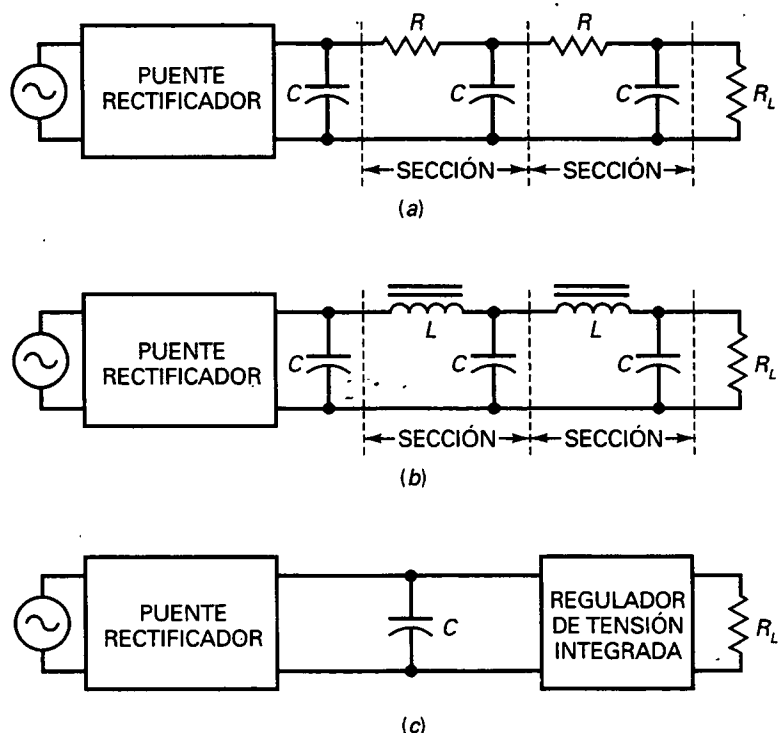 R
R
PUENTE
RECTIFICADOR
C
C
C
R_L
SECCIÓN
SECCIÓN
(a)
L
L
PUENTE
RECTIFICADOR
C
C
C
R_L
SECCIÓN
SECCIÓN
(b)
PUENTE
RECTIFICADOR
C
REGULADOR
DE TENSIÓN
INTEGRADA
R_L
(c)